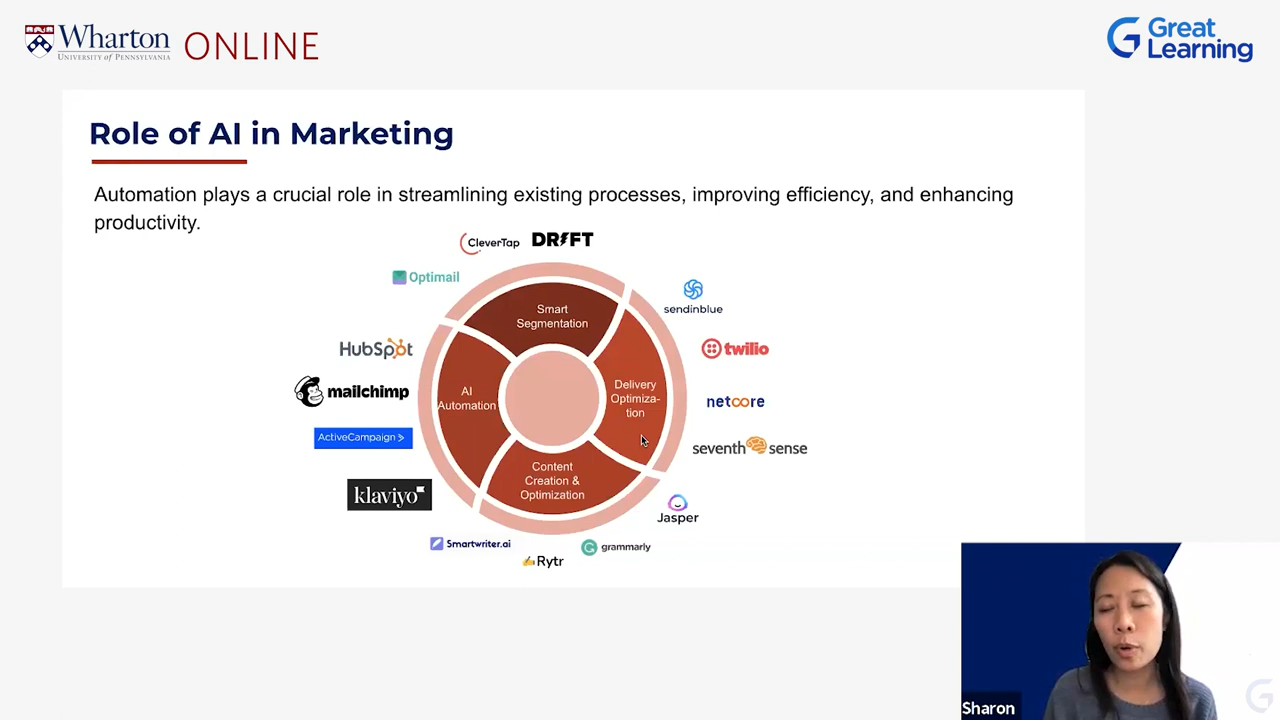 Wharton
UNIVERSITY of PENNSYLVANIA
ONLINE
Great
Learning
Role of AI in Marketing
Automation plays a crucial role in streamlining existing processes, improving efficiency, and enhancing
productivity.
CleverTap
DRIFT
Optimail
sendinblue
Smart
Segmentation
HubSpot
twilio
mailchimp
AI
Automation
Delivery
Optimiza-
tion
netcore
ActiveCampaign >
seventh sense
Content
Creation &
Optimization
klaviyo
Jasper
Smartwriter.ai
Rytr
grammarly
Sharon